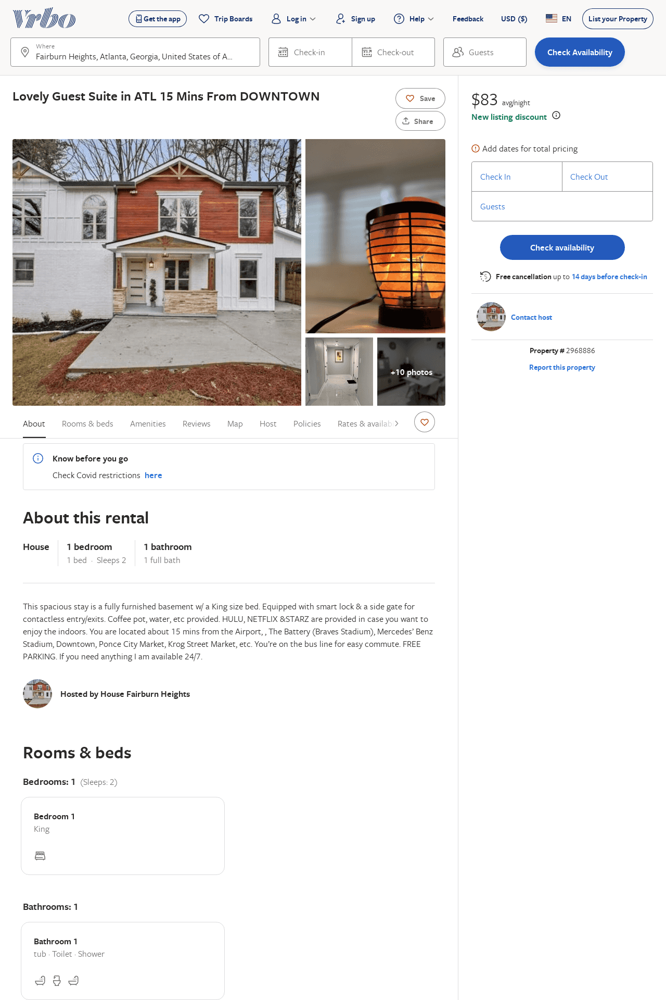 Vrbo
Get the app
Trip Boards
Log in
Sign up
Help
Feedback
USD ($)
EN
List your Property
Where
Fairburn Heights, Atlanta, Georgia, United States of A...
Check-in
Check-out
Guests
Check Availability
Lovely Guest Suite in ATL 15 Mins From DOWNTOWN
Save
Share
+10 photos
$83 avg/night
New listing discount
Add dates for total pricing
Check In
Check Out
Guests
Check availability
Free cancellation up to 14 days before check-in
Contact host
Property # 2968886
Report this property
About
Rooms & beds
Amenities
Reviews
Map
Host
Policies
Rates & availab
Know before you go
Check Covid restrictions here
About this rental
House
1 bedroom
1 bed · Sleeps 2
1 bathroom
1 full bath
This spacious stay is a fully furnished basement w/ a King size bed. Equipped with smart lock & a side gate for
contactless entry/exits. Coffee pot, water, etc provided. HULU, NETFLIX &STARZ are provided in case you want to
enjoy the indoors. You are located about 15 mins from the Airport, , The Battery (Braves Stadium), Mercedes’ Benz
Stadium, Downtown, Ponce City Market, Krog Street Market, etc. You’re on the bus line for easy commute. FREE
PARKING. If you need anything I am available 24/7.
Hosted by House Fairburn Heights
Rooms & beds
Bedrooms: 1 (Sleeps: 2)
Bedroom 1
King
Bathrooms: 1
Bathroom 1
tub · Toilet · Shower